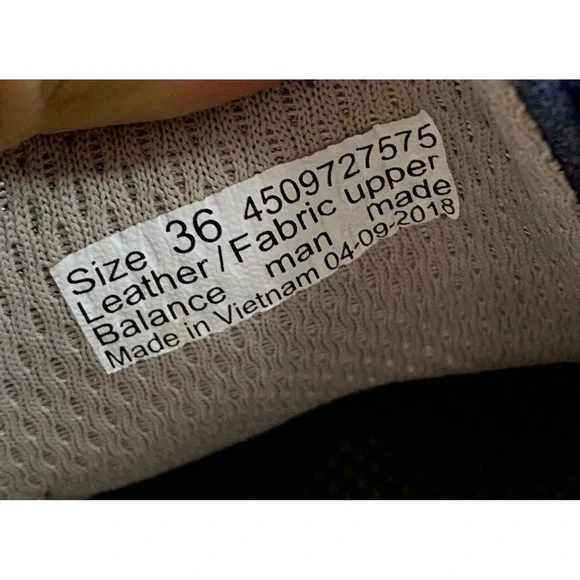 Size 36 4509727575
Leather / Fabric upper
Balance man made
Made in Vietnam 04-09-2018